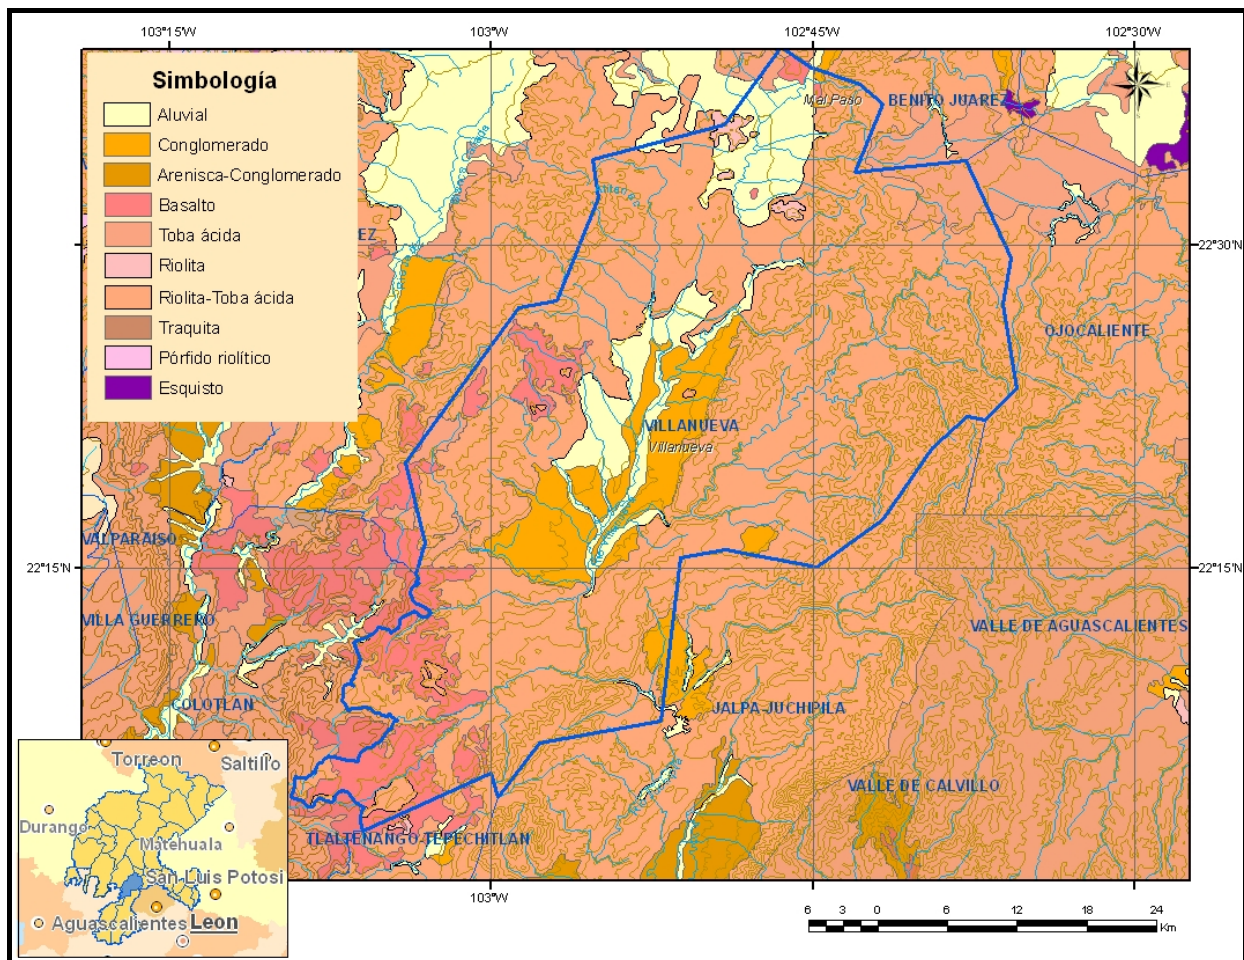 103°15'W
103°W
102°45'W
102°30'W
Simbología
Aluvial
Conglomerado
Arenisca-Conglomerado
Basalto
Toba ácida
Riolita
Riolita-Toba ácida
Traquita
Pórfido riolítico
Esquisto
Mal Paso
BENITO JUAREZ
EZ
22°30'N
22°30'N
OJOCALIENTE
VILLANUEVA
Villanueva
VALPARAISO
22°15'N
22°15'N
VILLA GUERRERO
VALLE DE AGUASCALIENTES
COLOTLAN
JALPA-JUCHIPILA
VALLE DE CALVILLO
TLALTENANGO-TEPECHITLAN
Torreon
Saltillo
Durango
Matehuala
San Luis Potosi
Aguascalientes
Leon
103°W
102°45'W
102°30'W
6 3 0 6 12 18 24
Km